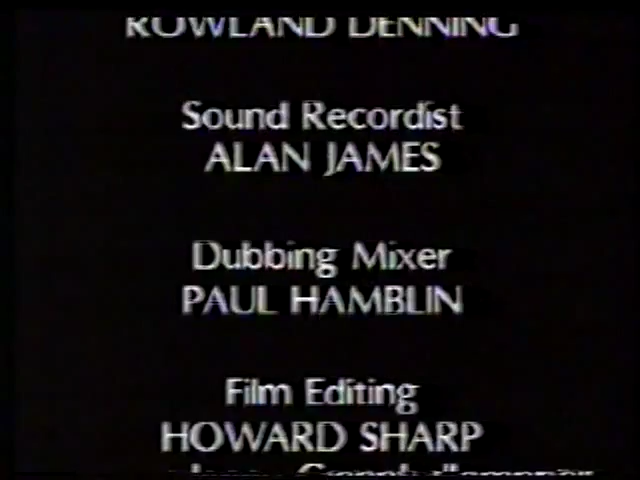 ROWLAND DENNING
Sound Recordist
ALAN JAMES
Dubbing Mixer
PAUL HAMBLIN
Film Editing
HOWARD SHARP